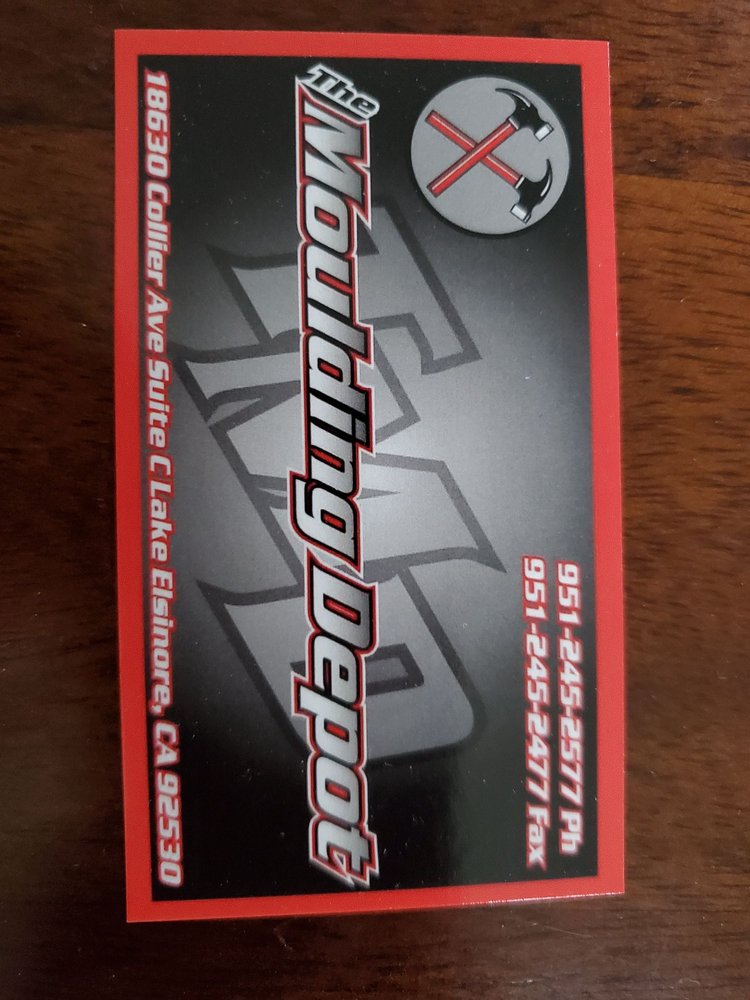 951-245-2577 Ph
951-245-2477 Fax
The
Moulding Depot
TMD
18630 Collier Ave Suite C Lake Elsinore, CA 92530